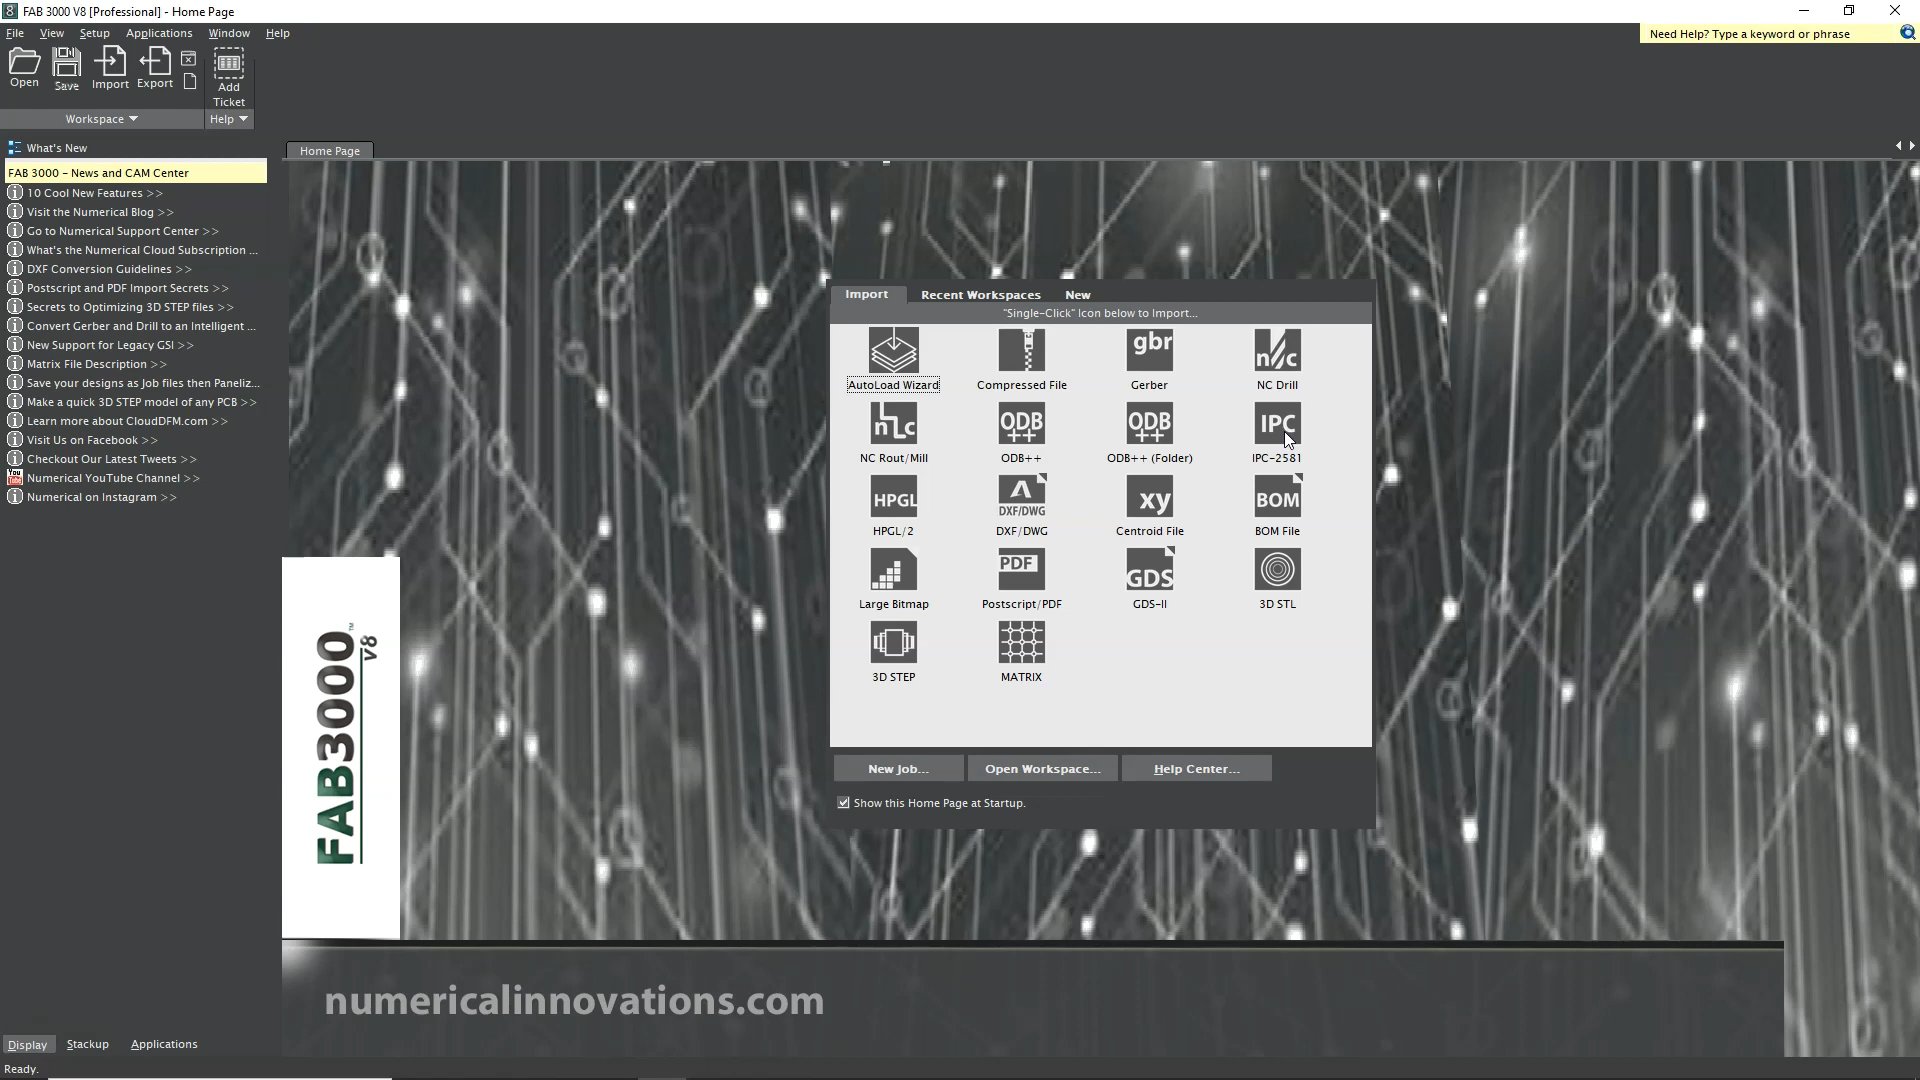 FAB 3000 V8 [Professional] - Home Page
File View Setup Applications Window Help
Need Help? Type a keyword or phrase
Open Save Import Export
Add
Ticket
Workspace
Help
What's New
Home Page
FAB 3000 - News and CAM Center
10 Cool New Features >>
Visit the Numerical Blog >>
Go to Numerical Support Center >>
What's the Numerical Cloud Subscription ...
DXF Conversion Guidelines >>
Postscript and PDF Import Secrets >>
Secrets to Optimizing 3D STEP files >>
Convert Gerber and Drill to an Intelligent ...
New Support for Legacy GSI >>
Matrix File Description >>
Save your designs as Job files then Paneliz...
Make a quick 3D STEP model of any PCB >>
Learn more about CloudDFM.com >>
Visit Us on Facebook >>
Checkout Our Latest Tweets >>
You Tube
Numerical YouTube Channel >>
Numerical on Instagram >>
Import Recent Workspaces New
"Single-Click" Icon below to Import...
gbr n/c
AutoLoad Wizard Compressed File Gerber NC Drill
n c ODB++ ODB++ IPC
NC Rout/Mill ODB++ ODB++ (Folder) IPC-2581
HPGL A DXF/DWG xy BOM
HPGL/2 DXF/DWG Centroid File BOM File
PDF GDS
Large Bitmap Postscript/PDF GDS-II 3D STL
3D STEP MATRIX
New Job... Open Workspace... Help Center...
Show this Home Page at Startup.
FAB3000™ v8
numericalinnovations.com
Display Stackup Applications
Ready.